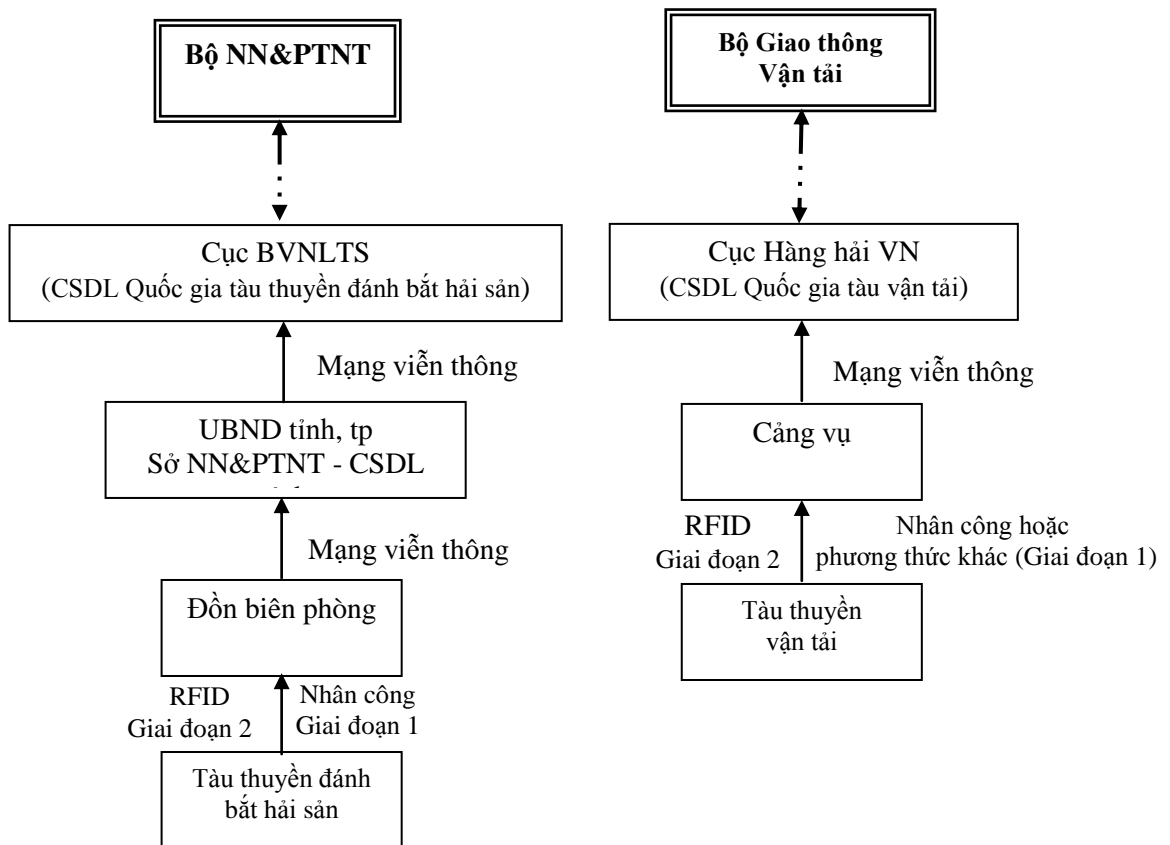 Bộ NN&PTNT
Cục BVNLTS
(CSDL Quốc gia tàu thuyền đánh bắt hải sản)
Mạng viễn thông
UBND tỉnh, tp
Sở NN&PTNT - CSDL
Mạng viễn thông
Đồn biên phòng
RFID
Giai đoạn 2
Nhân công
Giai đoạn 1
Tàu thuyền đánh
bắt hải sản
Bộ Giao thông
Vận tải
Cục Hàng hải VN
(CSDL Quốc gia tàu vận tải)
Mạng viễn thông
Cảng vụ
RFID
Giai đoạn 2
Nhân công hoặc
phương thức khác (Giai đoạn 1)
Tàu thuyền
vận tải